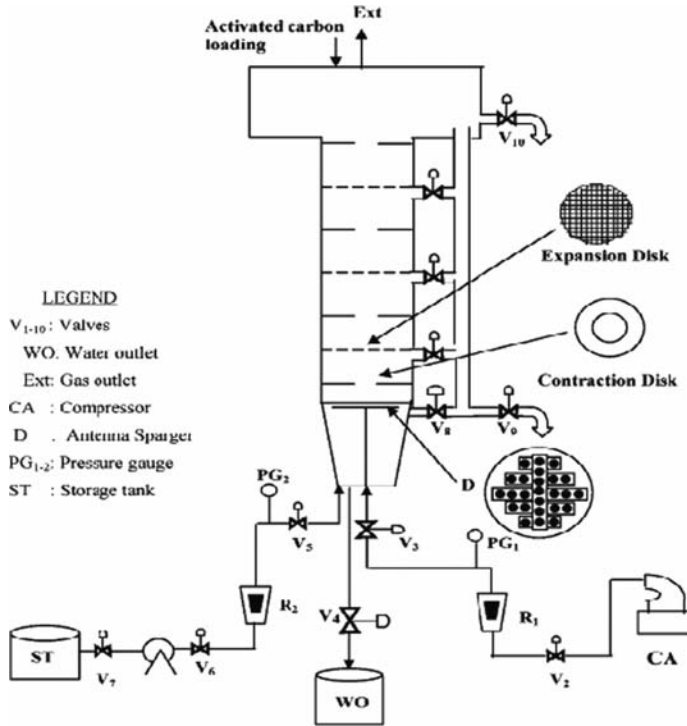 Ext
Activated carbon
loading
V10
Expansion Disk
LEGEND
V1-10: Valves
WO: Water outlet
Ext: Gas outlet
CA : Compressor
D . Antenna Sparger
PG1-2: Pressure gauge
ST : Storage tank
Contraction Disk
V8
V9
D
PG2
V5
V3
PG1
R2
V4
D
R1
ST
V7
V6
WO
V2
CA